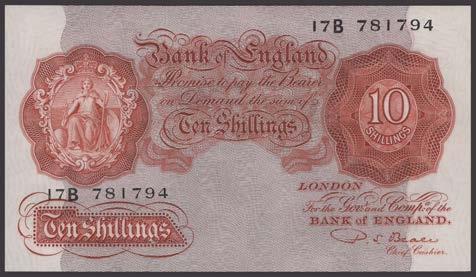 17B 781794
Bank of England
Promise to pay the Bearer
on Demand the sum of
Ten Shillings
10
SHILLINGS
17B 781794
LONDON
For the Govr. and Compa. of the
BANK OF ENGLAND.
Ten Shillings
P. S. Beale
Chief Cashier.